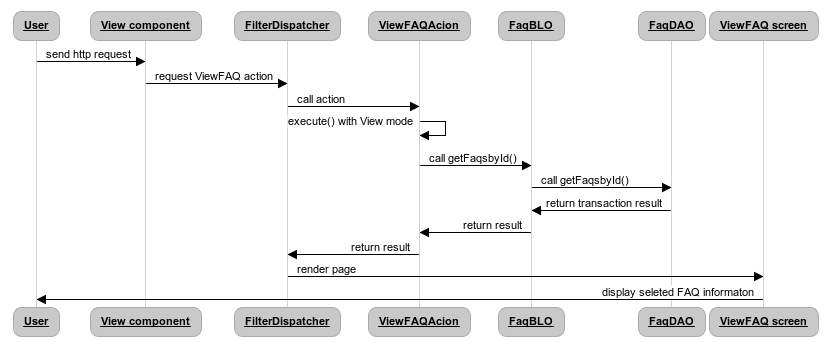 User View component FilterDispatcher ViewFAQAcion FaqBLO FaqDAO ViewFAQ screen
send http request
request ViewFAQ action
call action
execute() with View mode
call getFaqsbyId()
call getFaqsbyId()
return transaction result
return result
return result
render page
display seleted FAQ informaton
User View component FilterDispatcher ViewFAQAcion FaqBLO FaqDAO ViewFAQ screen